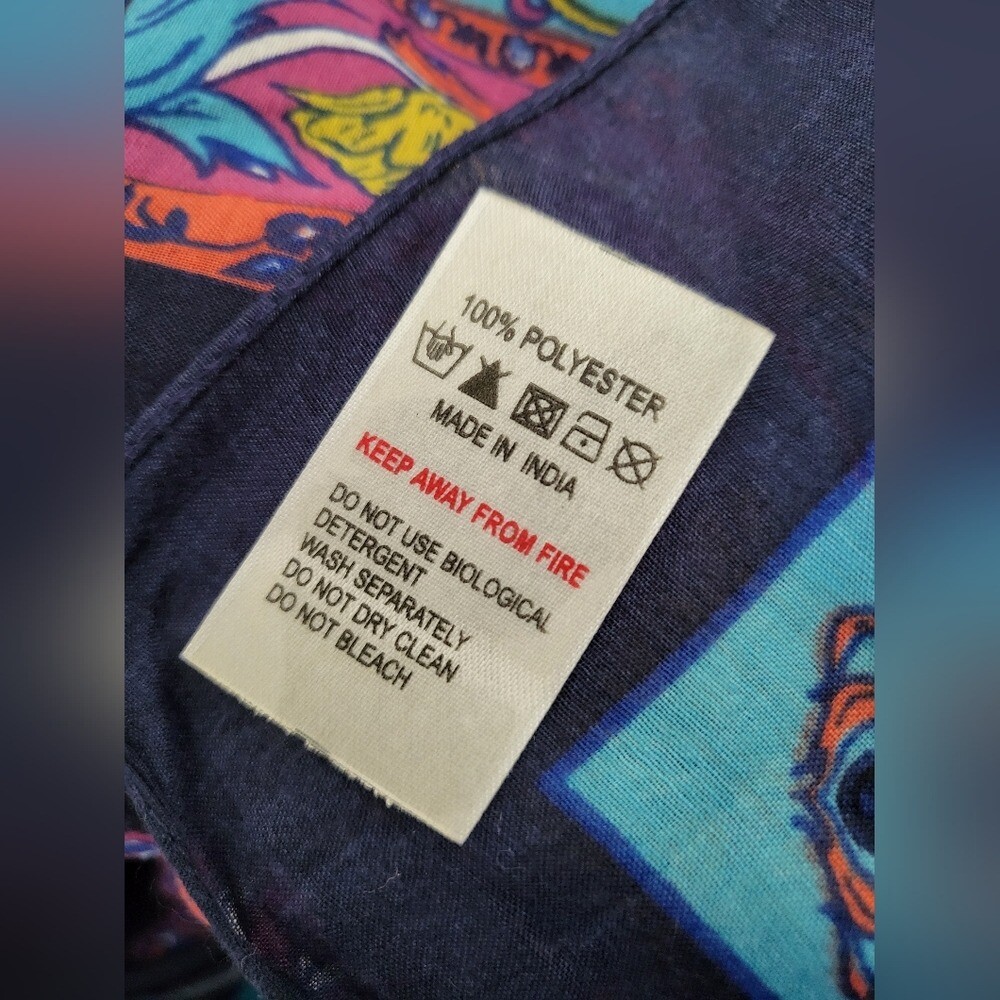 100% POLYESTER
MADE IN INDIA
KEEP AWAY FROM FIRE
DO NOT USE BIOLOGICAL
DETERGENT
WASH SEPARATELY
DO NOT DRY CLEAN
DO NOT BLEACH